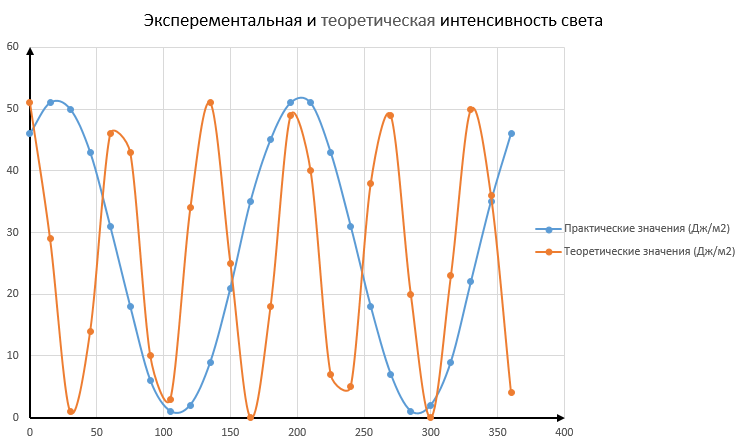 Эксперементальная и теоретическая интенсивность света
60
50
40
30
20
10
0
0 50 100 150 200 250 300 350 400
Практические значения (Дж/м2)
Теоретические значения (Дж/м2)